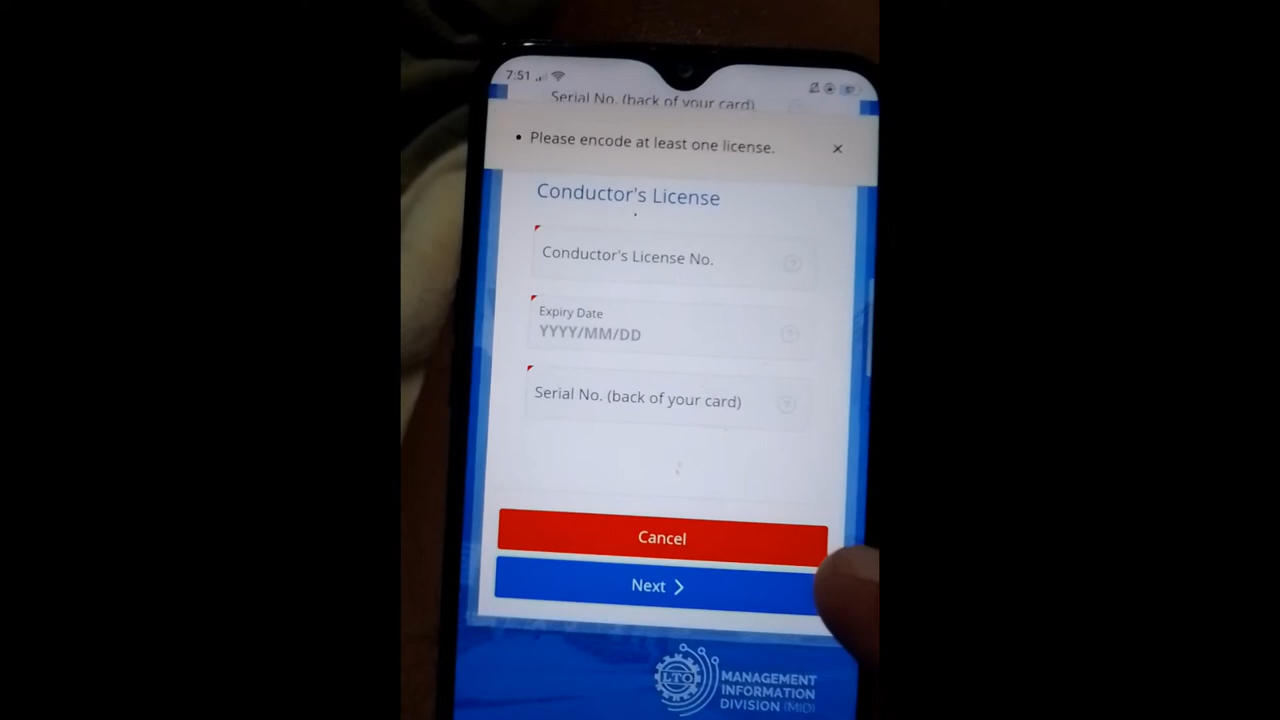 7:51
Serial No. (back of your card)
Please encode at least one license.
Conductor's License
Conductor's License No.
Expiry Date
YYYY/MM/DD
Serial No. (back of your card)
Cancel
Next
LTO
MANAGEMENT
INFORMATION
DIVISION (MID)